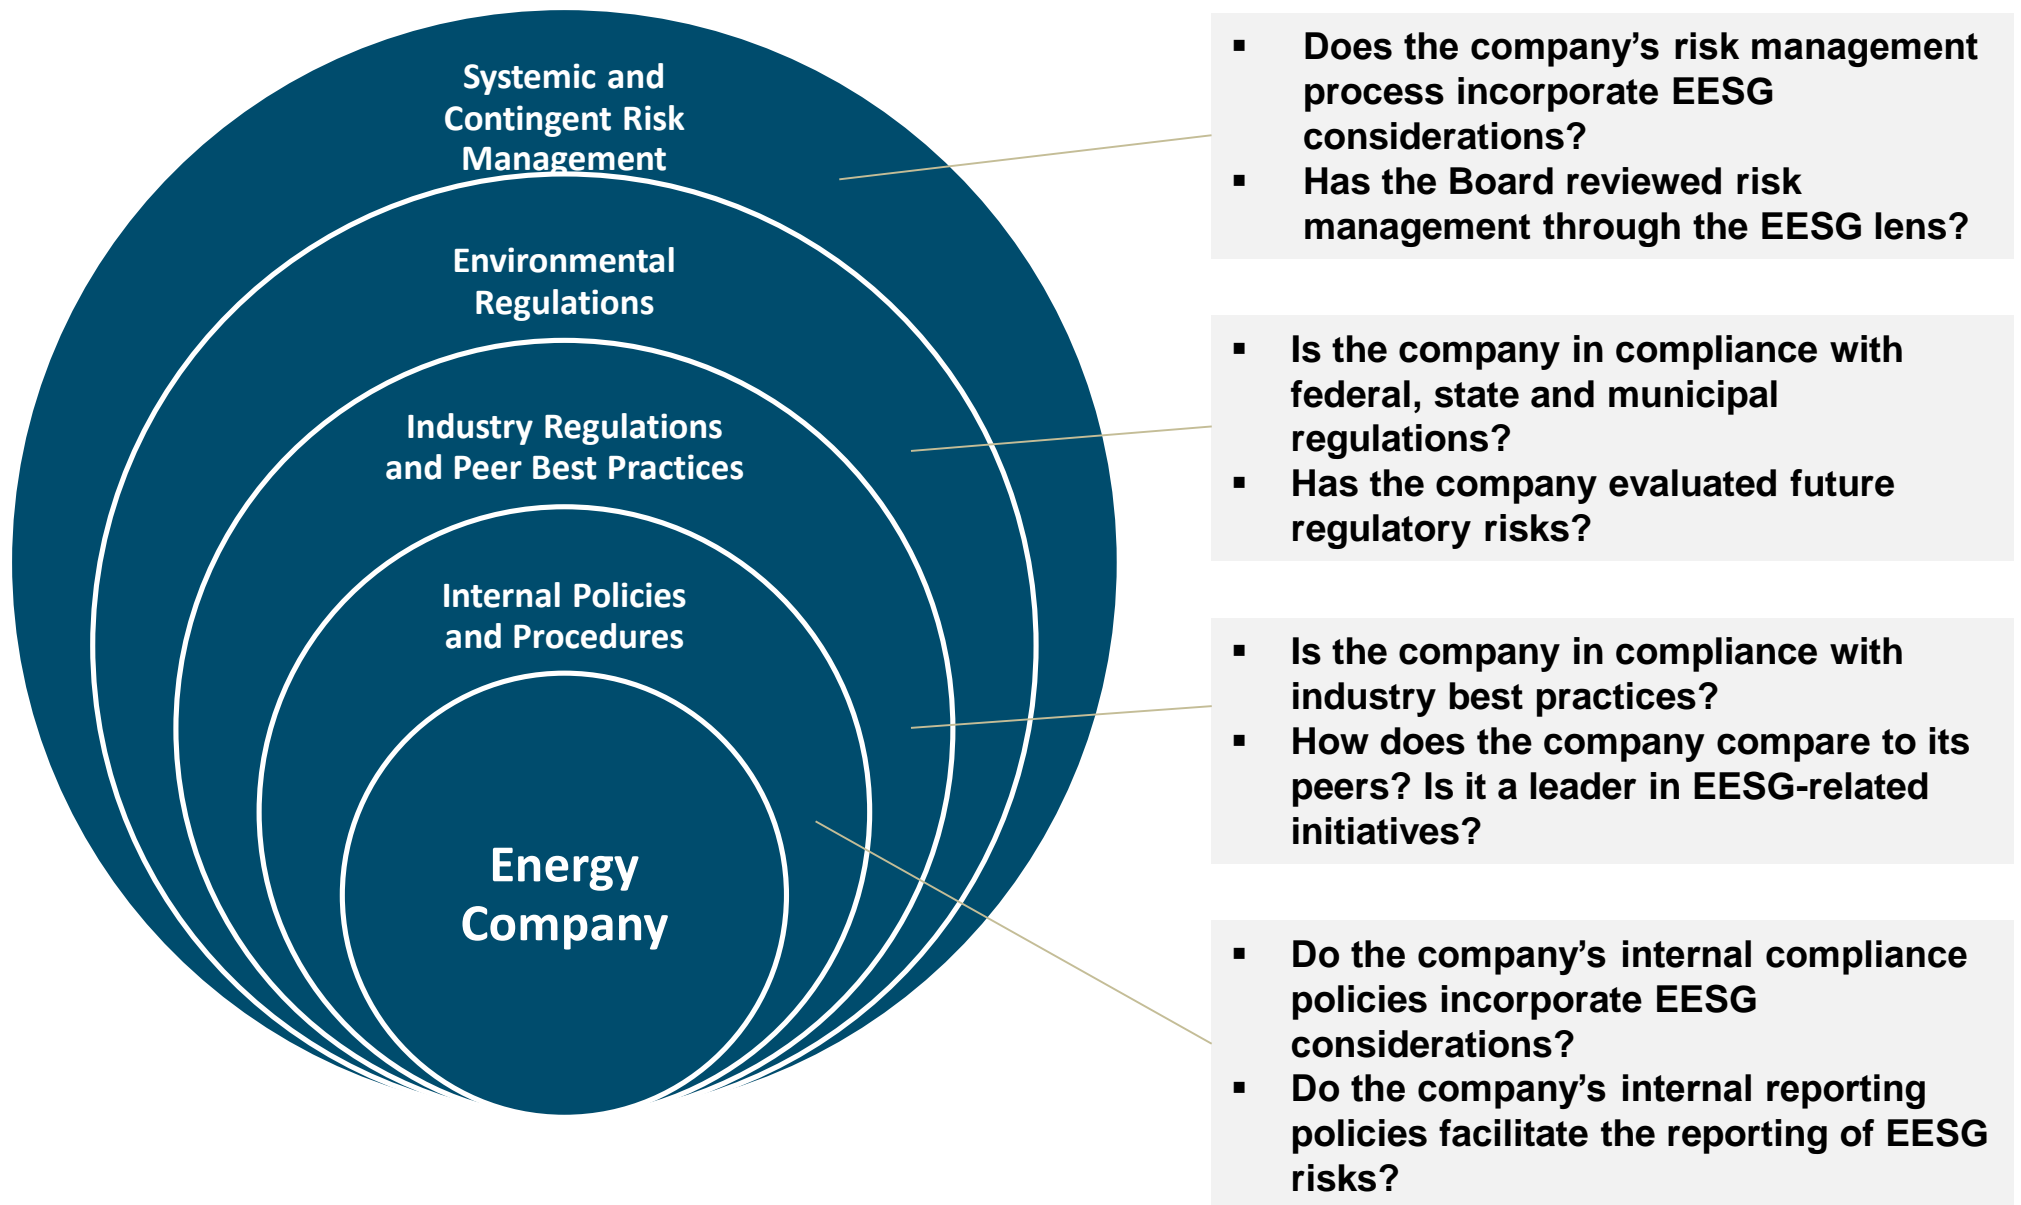 Systemic and
Contingent Risk
Management
Environmental
Regulations
Industry Regulations
and Peer Best Practices
Internal Policies
and Procedures
Energy
Company
▪ Does the company’s risk management
process incorporate EESG
considerations?
▪ Has the Board reviewed risk
management through the EESG lens?
▪ Is the company in compliance with
federal, state and municipal
regulations?
▪ Has the company evaluated future
regulatory risks?
▪ Is the company in compliance with
industry best practices?
▪ How does the company compare to its
peers? Is it a leader in EESG-related
initiatives?
▪ Do the company’s internal compliance
policies incorporate EESG
considerations?
▪ Do the company’s internal reporting
policies facilitate the reporting of EESG
risks?